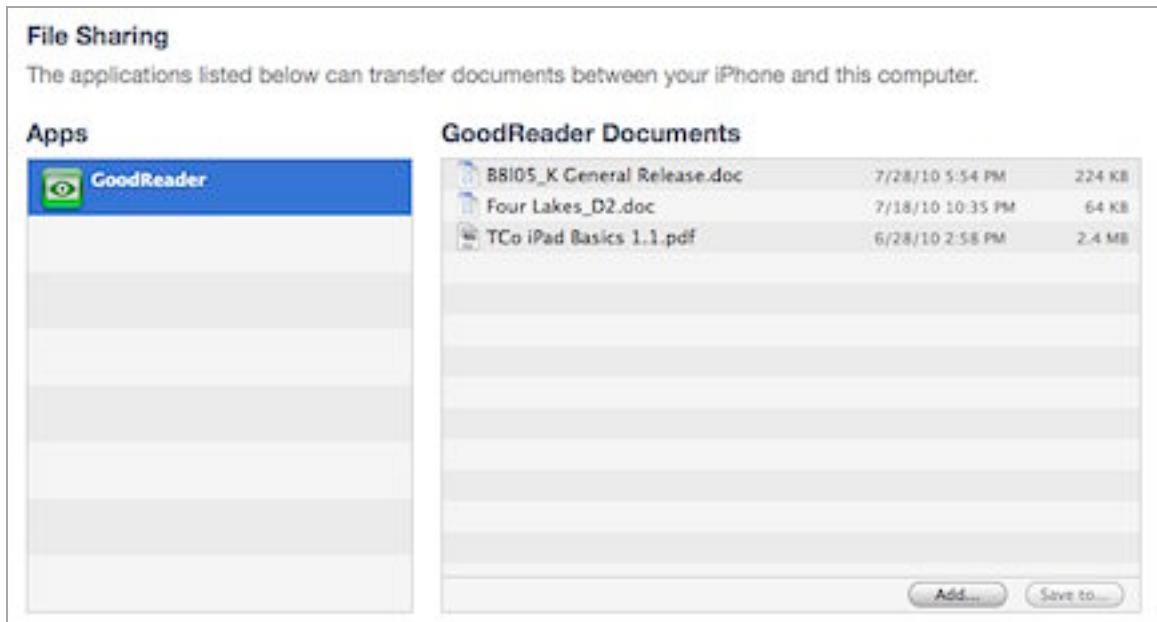 File Sharing
The applications listed below can transfer documents between your iPhone and this computer.
Apps
GoodReader
GoodReader Documents
B8I05_K General Release.doc 7/28/10 5:54 PM 224 KB
Four Lakes_D2.doc 7/18/10 10:35 PM 64 KB
TCo iPad Basics 1.1.pdf 6/28/10 2:58 PM 2.4 MB
Add... Save to...